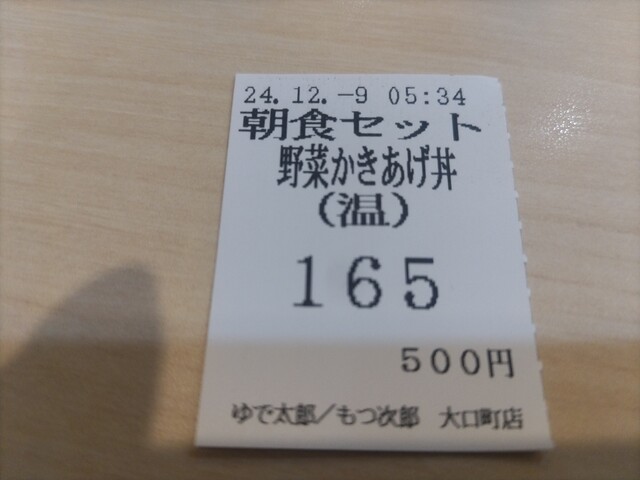 24.12.-9 05:34
朝食セット
野菜かきあげ丼
(温)
165
500円
ゆで太郎/もつ次郎 大口町店